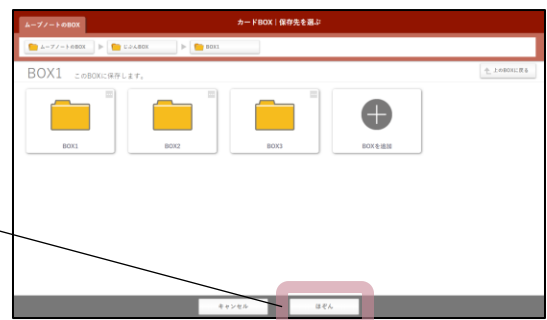 ムーブノートのBOX
カードBOX｜保存先を選ぶ
ムーブノートのBOX ▶ じぶんBOX ▶ BOX1
BOX1 このBOXに保存します。
上のBOXに戻る
BOX1 BOX2 BOX3 BOXを追加
キャンセル ほぞん